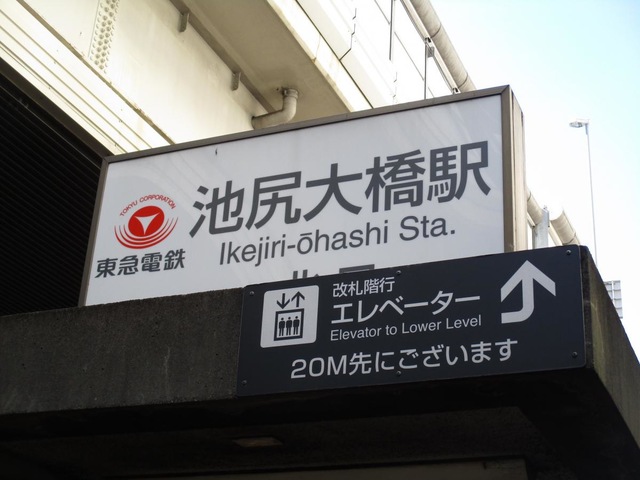 池尻大橋駅
Ikejiri-ōhashi Sta.
TOKYU CORPORATION
東急電鉄
改札階行
エレベーター
Elevator to Lower Level
20M先にございます